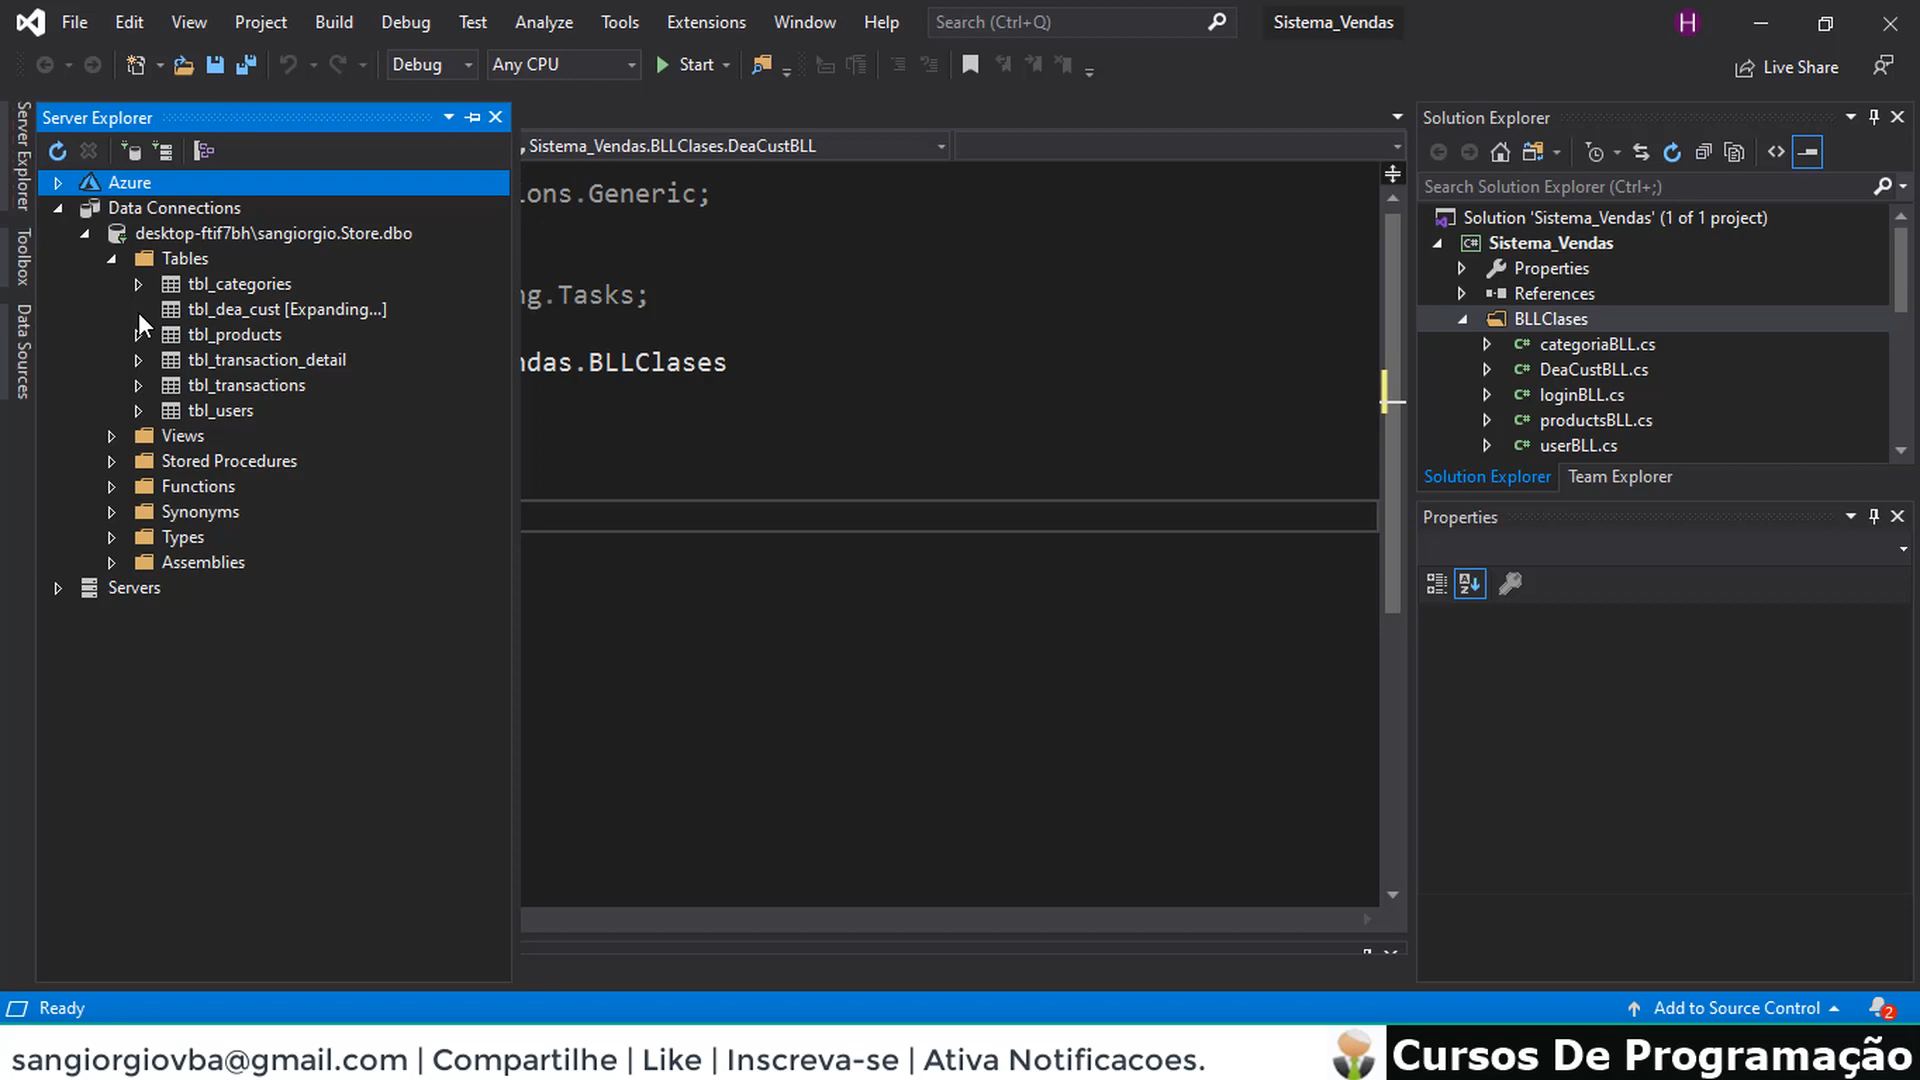 File Edit View Project Build Debug Test Analyze Tools Extensions Window Help Search (Ctrl+Q) Sistema_Vendas H
Debug Any CPU Start Live Share
Server Explorer
Toolbox
Data Sources
Server Explorer
Azure
Data Connections
desktop-ftif7bh\sangiorgio.Store.dbo
Tables
tbl_categories
tbl_dea_cust [Expanding...]
tbl_products
tbl_transaction_detail
tbl_transactions
tbl_users
Views
Stored Procedures
Functions
Synonyms
Types
Assemblies
Servers
Sistema_Vendas.BLLClases.DeaCustBLL
ions.Generic;
ng.Tasks;
ndas.BLLClases
Solution Explorer
Search Solution Explorer (Ctrl+;)
Solution 'Sistema_Vendas' (1 of 1 project)
C# Sistema_Vendas
Properties
References
BLLClases
C# categoriaBLL.cs
C# DeaCustBLL.cs
C# loginBLL.cs
C# productsBLL.cs
C# userBLL.cs
Solution Explorer Team Explorer
Properties
Ready Add to Source Control 2
sangiorgiovba@gmail.com | Compartilhe | Like | Inscreva-se | Ativa Notificacoes. Cursos De Programação